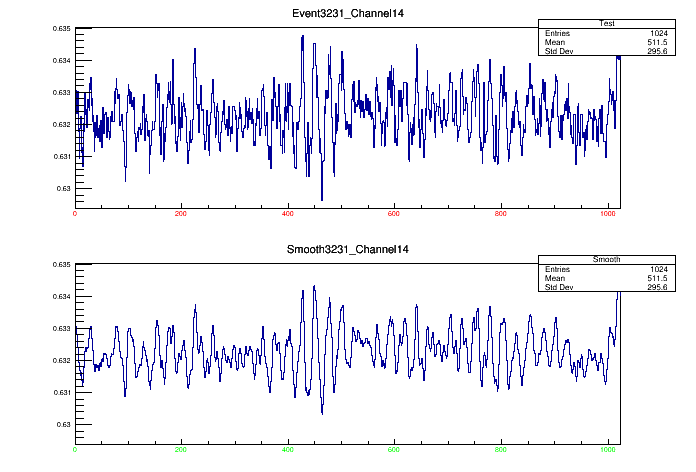 Event3231_Channel14
Test
Entries 1024
Mean 511.5
Std Dev 295.6
0.635
0.634
0.633
0.632
0.631
0.63
0 200 400 600 800 1000
Smooth3231_Channel14
Smooth
Entries 1024
Mean 511.5
Std Dev 295.6
0.635
0.634
0.633
0.632
0.631
0.63
0 200 400 600 800 1000